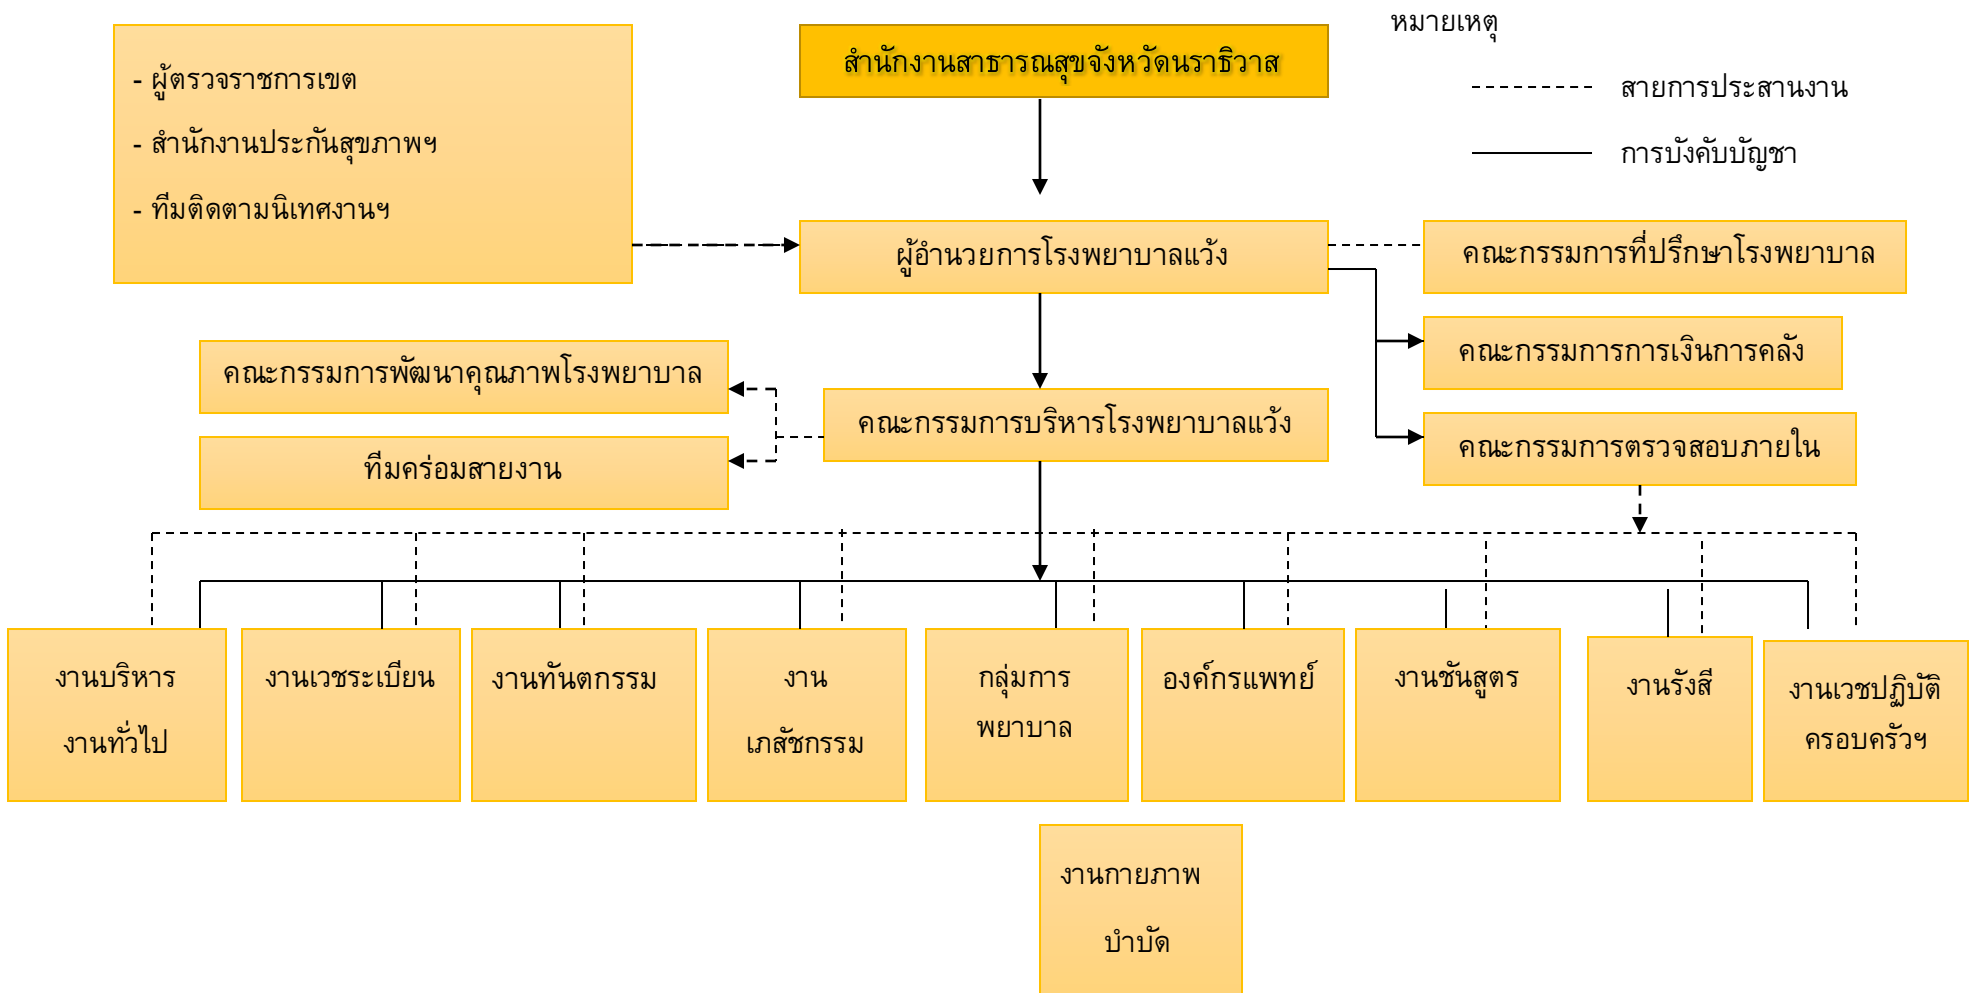 หมายเหตุ
สำนักงานสาธารณสุขจังหวัดนราธิวาส
- ผู้ตรวจราชการเขต
- สำนักงานประกันสุขภาพฯ
- ทีมติดตามนิเทศงานฯ
สายการประสานงาน
การบังคับบัญชา
ผู้อำนวยการโรงพยาบาลแว้ง
คณะกรรมการที่ปรึกษาโรงพยาบาล
คณะกรรมการการเงินการคลัง
คณะกรรมการพัฒนาคุณภาพโรงพยาบาล
คณะกรรมการบริหารโรงพยาบาลแว้ง
คณะกรรมการตรวจสอบภายใน
ทีมคร่อมสายงาน
งานบริหาร
งานทั่วไป
งานเวชระเบียน
งานทันตกรรม
งาน
เภสัชกรรม
กลุ่มการ
พยาบาล
องค์กรแพทย์
งานชันสูตร
งานรังสี
งานเวชปฏิบัติ
ครอบครัวฯ
งานกายภาพ
บำบัด